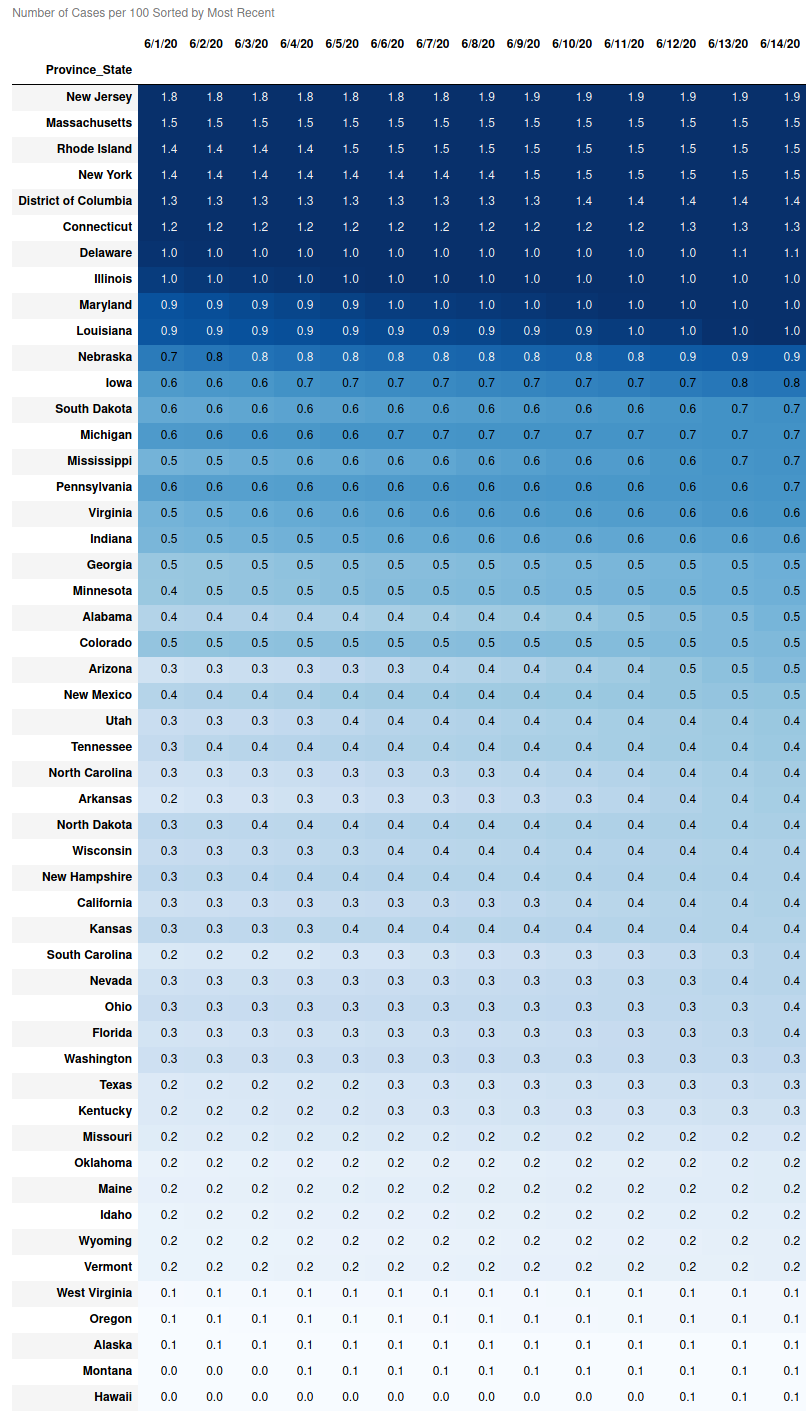 Number of Cases per 100 Sorted by Most Recent
6/1/20 6/2/20 6/3/20 6/4/20 6/5/20 6/6/20 6/7/20 6/8/20 6/9/20 6/10/20 6/11/20 6/12/20 6/13/20 6/14/20
Province_State
New Jersey 1.8 1.8 1.8 1.8 1.8 1.8 1.8 1.9 1.9 1.9 1.9 1.9 1.9 1.9
Massachusetts 1.5 1.5 1.5 1.5 1.5 1.5 1.5 1.5 1.5 1.5 1.5 1.5 1.5 1.5
Rhode Island 1.4 1.4 1.4 1.4 1.5 1.5 1.5 1.5 1.5 1.5 1.5 1.5 1.5 1.5
New York 1.4 1.4 1.4 1.4 1.4 1.4 1.4 1.4 1.5 1.5 1.5 1.5 1.5 1.5
District of Columbia 1.3 1.3 1.3 1.3 1.3 1.3 1.3 1.3 1.3 1.4 1.4 1.4 1.4 1.4
Connecticut 1.2 1.2 1.2 1.2 1.2 1.2 1.2 1.2 1.2 1.2 1.2 1.3 1.3 1.3
Delaware 1.0 1.0 1.0 1.0 1.0 1.0 1.0 1.0 1.0 1.0 1.0 1.0 1.1 1.1
Illinois 1.0 1.0 1.0 1.0 1.0 1.0 1.0 1.0 1.0 1.0 1.0 1.0 1.0 1.0
Maryland 0.9 0.9 0.9 0.9 0.9 1.0 1.0 1.0 1.0 1.0 1.0 1.0 1.0 1.0
Louisiana 0.9 0.9 0.9 0.9 0.9 0.9 0.9 0.9 0.9 0.9 1.0 1.0 1.0 1.0
Nebraska 0.7 0.8 0.8 0.8 0.8 0.8 0.8 0.8 0.8 0.8 0.8 0.9 0.9 0.9
Iowa 0.6 0.6 0.6 0.7 0.7 0.7 0.7 0.7 0.7 0.7 0.7 0.7 0.8 0.8
South Dakota 0.6 0.6 0.6 0.6 0.6 0.6 0.6 0.6 0.6 0.6 0.6 0.6 0.7 0.7
Michigan 0.6 0.6 0.6 0.6 0.6 0.7 0.7 0.7 0.7 0.7 0.7 0.7 0.7 0.7
Mississippi 0.5 0.5 0.5 0.6 0.6 0.6 0.6 0.6 0.6 0.6 0.6 0.6 0.7 0.7
Pennsylvania 0.6 0.6 0.6 0.6 0.6 0.6 0.6 0.6 0.6 0.6 0.6 0.6 0.6 0.7
Virginia 0.5 0.5 0.6 0.6 0.6 0.6 0.6 0.6 0.6 0.6 0.6 0.6 0.6 0.6
Indiana 0.5 0.5 0.5 0.5 0.5 0.6 0.6 0.6 0.6 0.6 0.6 0.6 0.6 0.6
Georgia 0.5 0.5 0.5 0.5 0.5 0.5 0.5 0.5 0.5 0.5 0.5 0.5 0.5 0.5
Minnesota 0.4 0.5 0.5 0.5 0.5 0.5 0.5 0.5 0.5 0.5 0.5 0.5 0.5 0.5
Alabama 0.4 0.4 0.4 0.4 0.4 0.4 0.4 0.4 0.4 0.4 0.5 0.5 0.5 0.5
Colorado 0.5 0.5 0.5 0.5 0.5 0.5 0.5 0.5 0.5 0.5 0.5 0.5 0.5 0.5
Arizona 0.3 0.3 0.3 0.3 0.3 0.3 0.4 0.4 0.4 0.4 0.4 0.5 0.5 0.5
New Mexico 0.4 0.4 0.4 0.4 0.4 0.4 0.4 0.4 0.4 0.4 0.4 0.5 0.5 0.5
Utah 0.3 0.3 0.3 0.3 0.4 0.4 0.4 0.4 0.4 0.4 0.4 0.4 0.4 0.4
Tennessee 0.3 0.4 0.4 0.4 0.4 0.4 0.4 0.4 0.4 0.4 0.4 0.4 0.4 0.4
North Carolina 0.3 0.3 0.3 0.3 0.3 0.3 0.3 0.3 0.4 0.4 0.4 0.4 0.4 0.4
Arkansas 0.2 0.3 0.3 0.3 0.3 0.3 0.3 0.3 0.3 0.3 0.4 0.4 0.4 0.4
North Dakota 0.3 0.3 0.4 0.4 0.4 0.4 0.4 0.4 0.4 0.4 0.4 0.4 0.4 0.4
Wisconsin 0.3 0.3 0.3 0.3 0.3 0.4 0.4 0.4 0.4 0.4 0.4 0.4 0.4 0.4
New Hampshire 0.3 0.3 0.4 0.4 0.4 0.4 0.4 0.4 0.4 0.4 0.4 0.4 0.4 0.4
California 0.3 0.3 0.3 0.3 0.3 0.3 0.3 0.3 0.3 0.4 0.4 0.4 0.4 0.4
Kansas 0.3 0.3 0.3 0.3 0.4 0.4 0.4 0.4 0.4 0.4 0.4 0.4 0.4 0.4
South Carolina 0.2 0.2 0.2 0.2 0.3 0.3 0.3 0.3 0.3 0.3 0.3 0.3 0.3 0.4
Nevada 0.3 0.3 0.3 0.3 0.3 0.3 0.3 0.3 0.3 0.3 0.3 0.3 0.4 0.4
Ohio 0.3 0.3 0.3 0.3 0.3 0.3 0.3 0.3 0.3 0.3 0.3 0.3 0.3 0.4
Florida 0.3 0.3 0.3 0.3 0.3 0.3 0.3 0.3 0.3 0.3 0.3 0.3 0.3 0.4
Washington 0.3 0.3 0.3 0.3 0.3 0.3 0.3 0.3 0.3 0.3 0.3 0.3 0.3 0.3
Texas 0.2 0.2 0.2 0.2 0.2 0.3 0.3 0.3 0.3 0.3 0.3 0.3 0.3 0.3
Kentucky 0.2 0.2 0.2 0.2 0.2 0.3 0.3 0.3 0.3 0.3 0.3 0.3 0.3 0.3
Missouri 0.2 0.2 0.2 0.2 0.2 0.2 0.2 0.2 0.2 0.2 0.2 0.2 0.2 0.2
Oklahoma 0.2 0.2 0.2 0.2 0.2 0.2 0.2 0.2 0.2 0.2 0.2 0.2 0.2 0.2
Maine 0.2 0.2 0.2 0.2 0.2 0.2 0.2 0.2 0.2 0.2 0.2 0.2 0.2 0.2
Idaho 0.2 0.2 0.2 0.2 0.2 0.2 0.2 0.2 0.2 0.2 0.2 0.2 0.2 0.2
Wyoming 0.2 0.2 0.2 0.2 0.2 0.2 0.2 0.2 0.2 0.2 0.2 0.2 0.2 0.2
Vermont 0.2 0.2 0.2 0.2 0.2 0.2 0.2 0.2 0.2 0.2 0.2 0.2 0.2 0.2
West Virginia 0.1 0.1 0.1 0.1 0.1 0.1 0.1 0.1 0.1 0.1 0.1 0.1 0.1 0.1
Oregon 0.1 0.1 0.1 0.1 0.1 0.1 0.1 0.1 0.1 0.1 0.1 0.1 0.1 0.1
Alaska 0.1 0.1 0.1 0.1 0.1 0.1 0.1 0.1 0.1 0.1 0.1 0.1 0.1 0.1
Montana 0.0 0.0 0.0 0.1 0.1 0.1 0.1 0.1 0.1 0.1 0.1 0.1 0.1 0.1
Hawaii 0.0 0.0 0.0 0.0 0.0 0.0 0.0 0.0 0.0 0.0 0.0 0.1 0.1 0.1